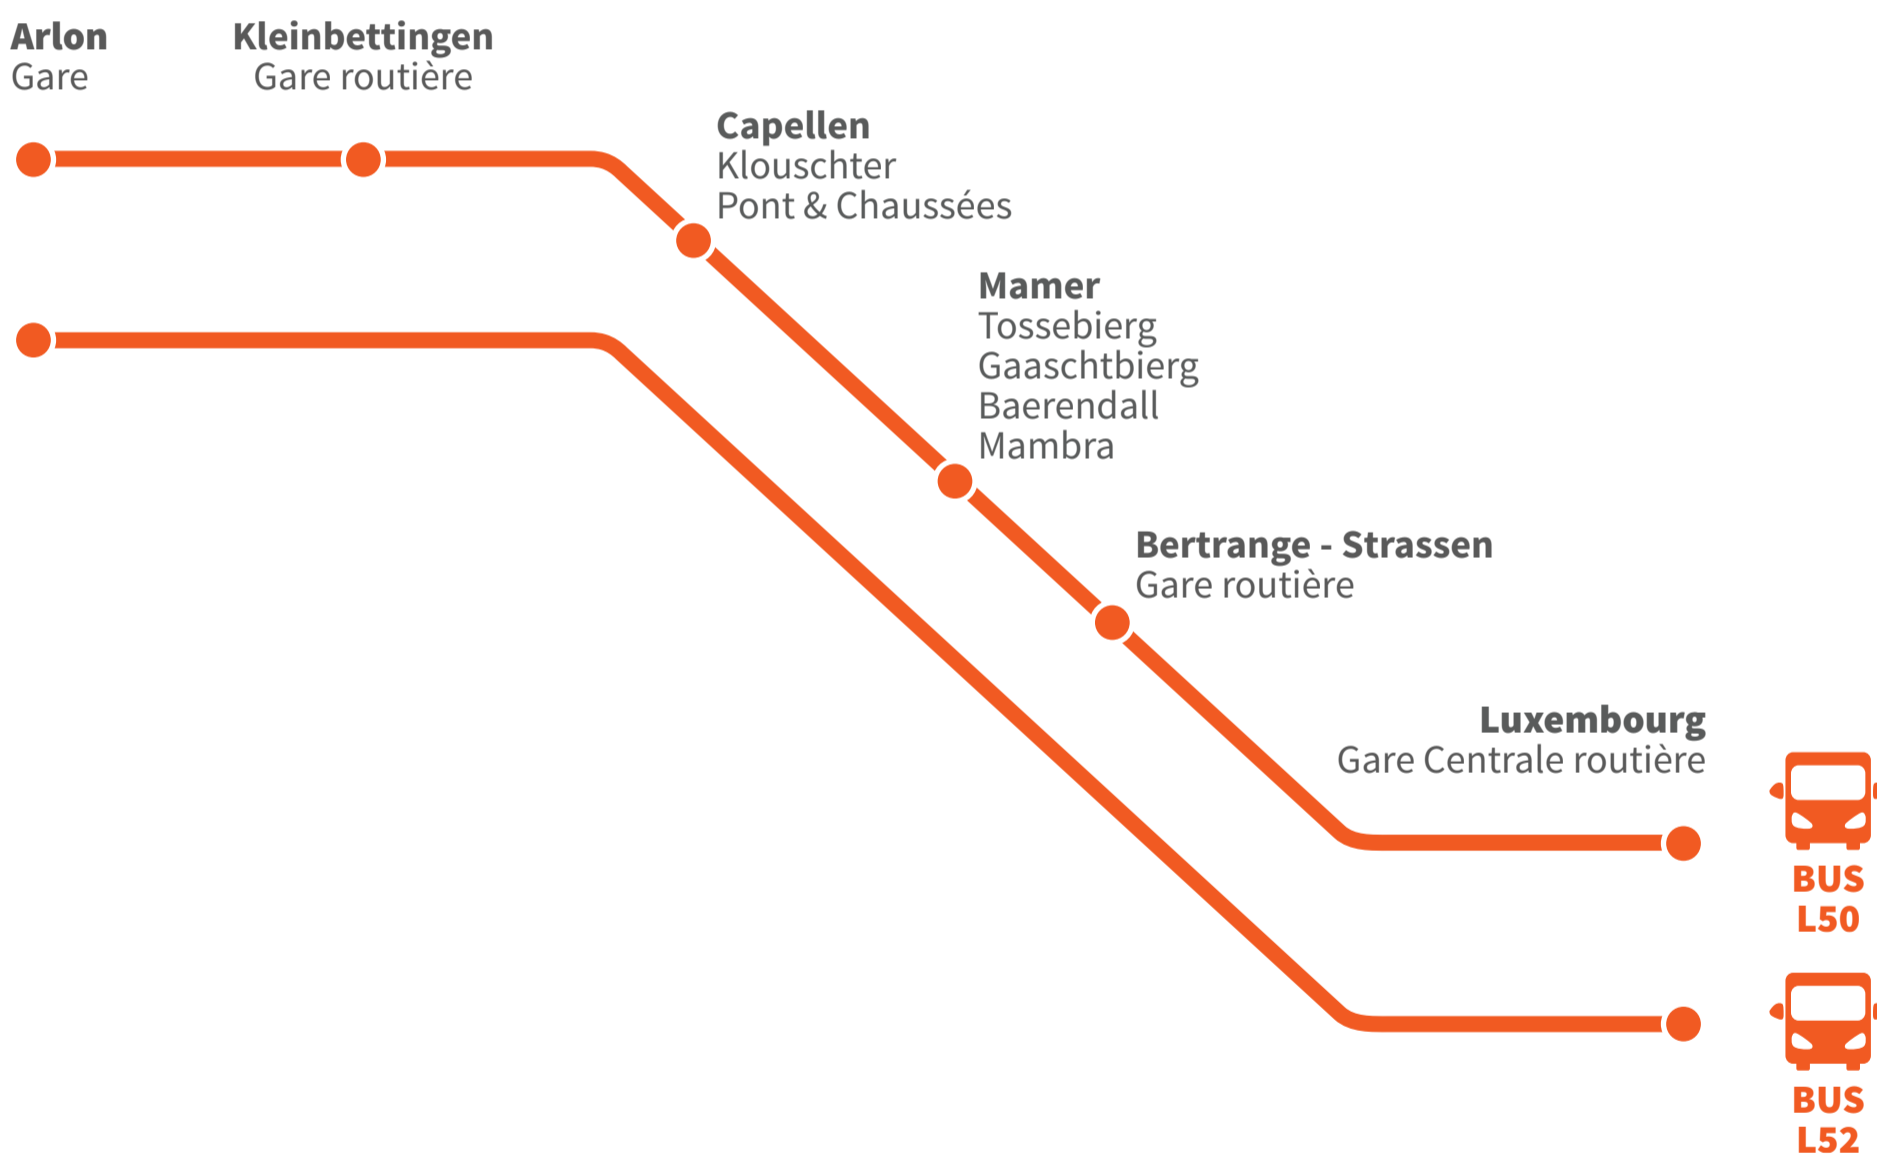 Arlon
Gare
Kleinbettingen
Gare routière
Capellen
Klouschter
Pont & Chaussées
Mamer
Tossebierg
Gaaschtbierg
Baerendall
Mambra
Bertrange - Strassen
Gare routière
Luxembourg
Gare Centrale routière
BUS
L50
BUS
L52